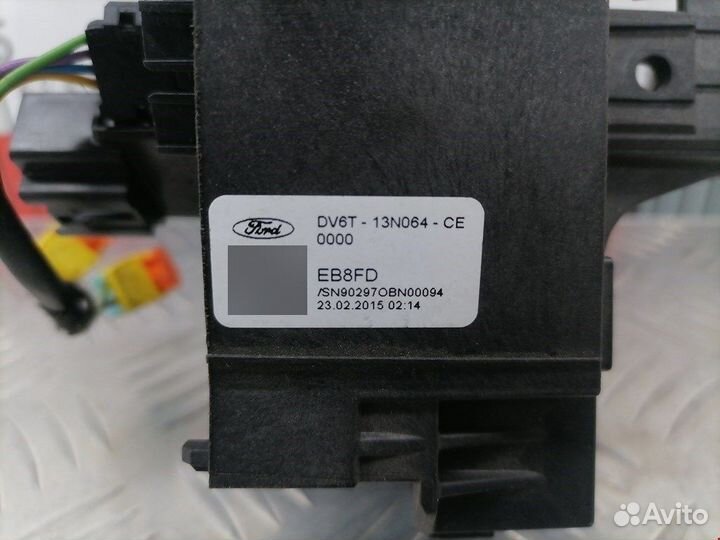 Ford
DV6T - 13N064 - CE
0000
EB8FD
/SN90297OBN00094
23.02.2015 02:14
Avito